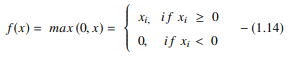 f(x) = max (0, x) = { xᵢ, if xᵢ ≥ 0
0, if xᵢ < 0 – (1.14)